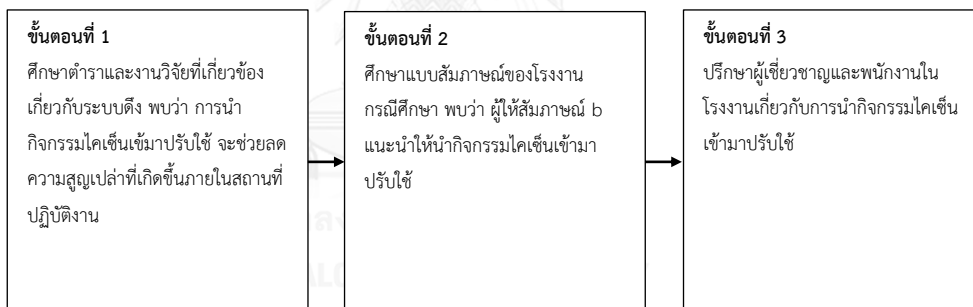 ขั้นตอนที่ 1
ศึกษาตำราและงานวิจัยที่เกี่ยวข้อง
เกี่ยวกับระบบดึง พบว่า การนำ
กิจกรรมไคเซ็นเข้ามาปรับใช้ จะช่วยลด
ความสูญเปล่าที่เกิดขึ้นภายในสถานที่
ปฏิบัติงาน
ขั้นตอนที่ 2
ศึกษาแบบสัมภาษณ์ของโรงงาน
กรณีศึกษา พบว่า ผู้ให้สัมภาษณ์ b
แนะนำให้นำกิจกรรมไคเซ็นเข้ามา
ปรับใช้
ขั้นตอนที่ 3
ปรึกษาผู้เชี่ยวชาญและพนักงานใน
โรงงานเกี่ยวกับการนำกิจกรรมไคเซ็น
เข้ามาปรับใช้